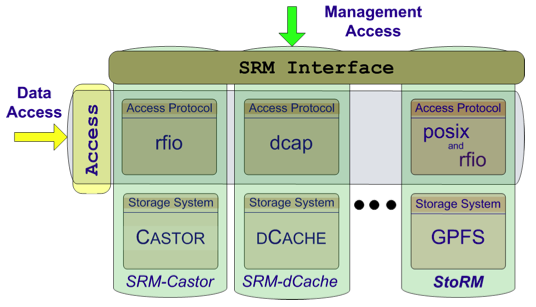 Management
Access
SRM Interface
Data
Access
Access
Access Protocol
rfio
Access Protocol
dcap
Access Protocol
posix
and
rfio
Storage System
CASTOR
Storage System
DCACHE
Storage System
GPFS
SRM-Castor
SRM-dCache
StoRM